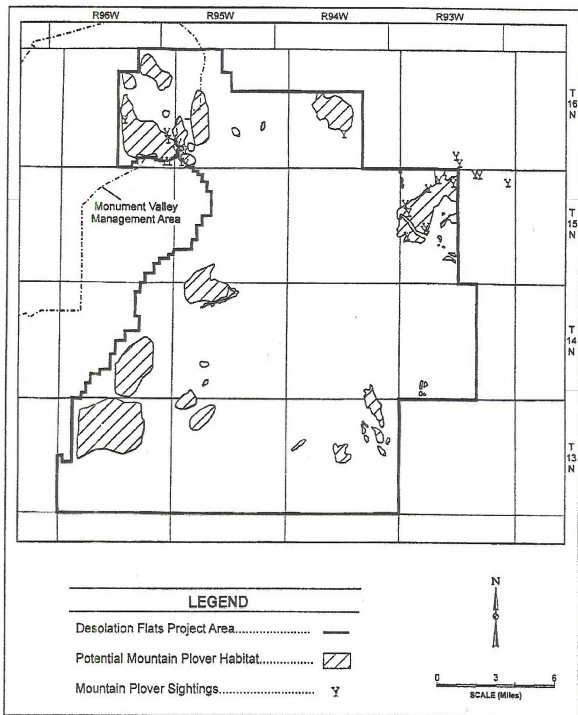 R96W R95W R94W R93W
T 16 N
Monument Valley
Management Area
T 15 N
T 14 N
T 13 N
LEGEND
Desolation Flats Project Area..............
Potential Mountain Plover Habitat............
Mountain Plover Sightings....................
N
0 3 6
SCALE (Miles)